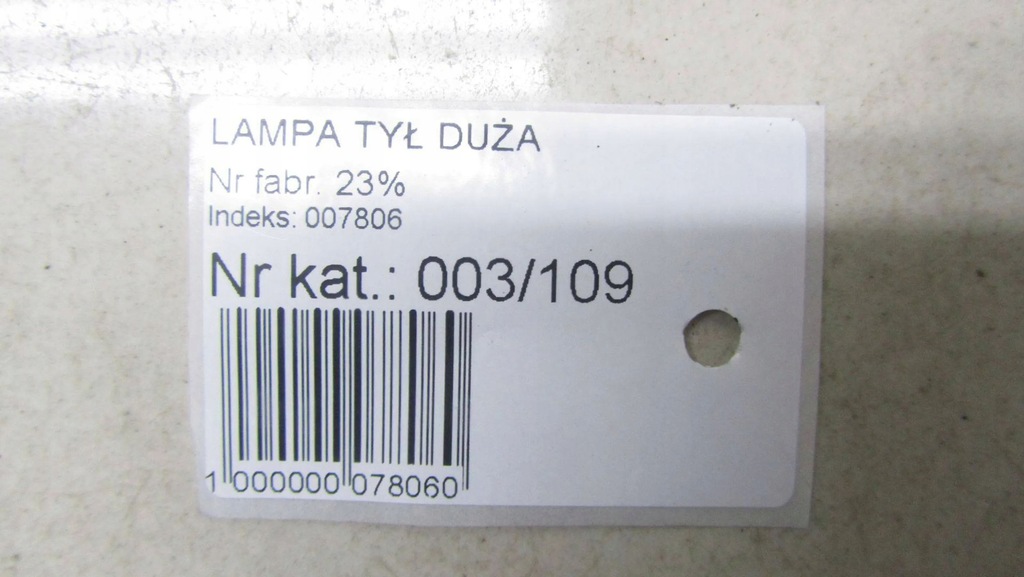 LAMPA TYŁ DUŻA
Nr fabr. 23%
Indeks: 007806
Nr kat.: 003/109
1 000000 078060